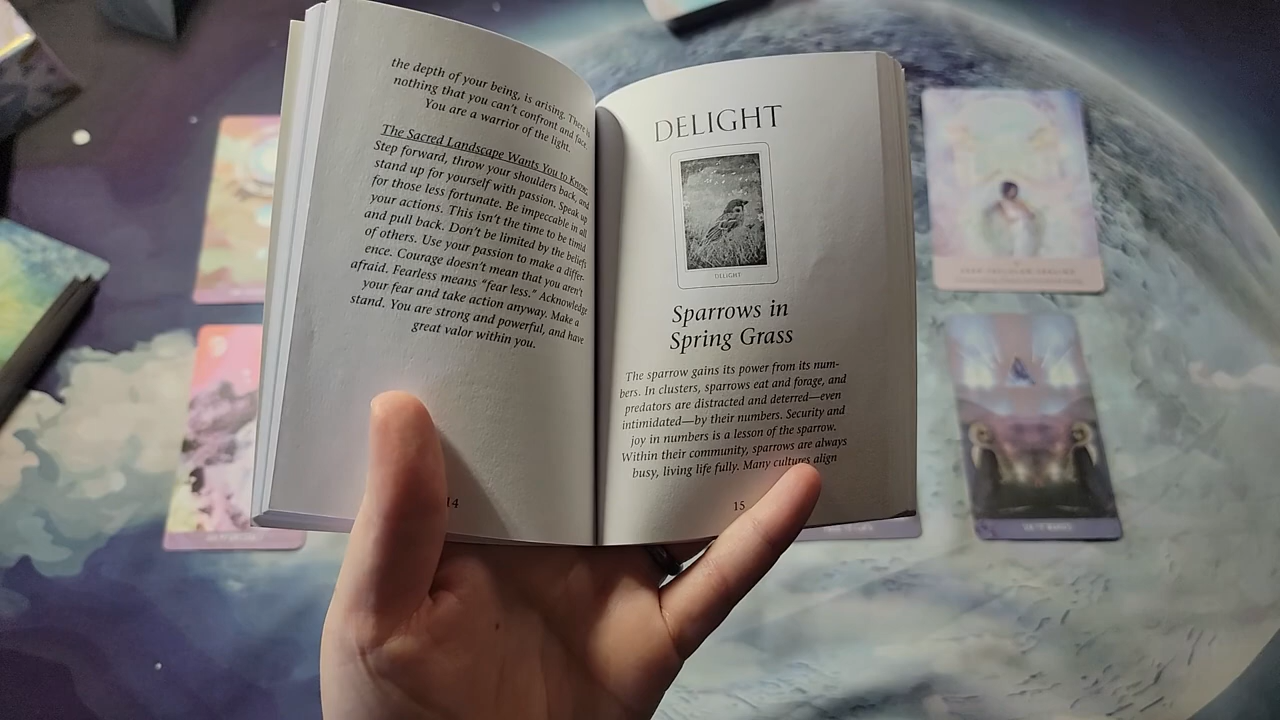 the depth of your being, is arising. There is
nothing that you can't confront and face.
You are a warrior of the light.
The Sacred Landscape Wants You to Know:
Step forward, throw your shoulders back, and
stand up for yourself with passion. Speak up
for those less fortunate. Be impeccable in all
your actions. This isn't the time to be timid
and pull back. Don't be limited by the beliefs
of others. Use your passion to make a differ-
ence. Courage doesn't mean that you aren't
afraid. Fearless means "fear less." Acknowledge
your fear and take action anyway. Make a
stand. You are strong and powerful, and have
great valor within you.
14
DELIGHT
DELIGHT
Sparrows in
Spring Grass
The sparrow gains its power from its num-
bers. In clusters, sparrows eat and forage, and
predators are distracted and deterred—even
intimidated—by their numbers. Security and
joy in numbers is a lesson of the sparrow.
Within their community, sparrows are always
busy, living life fully. Many cultures align
15